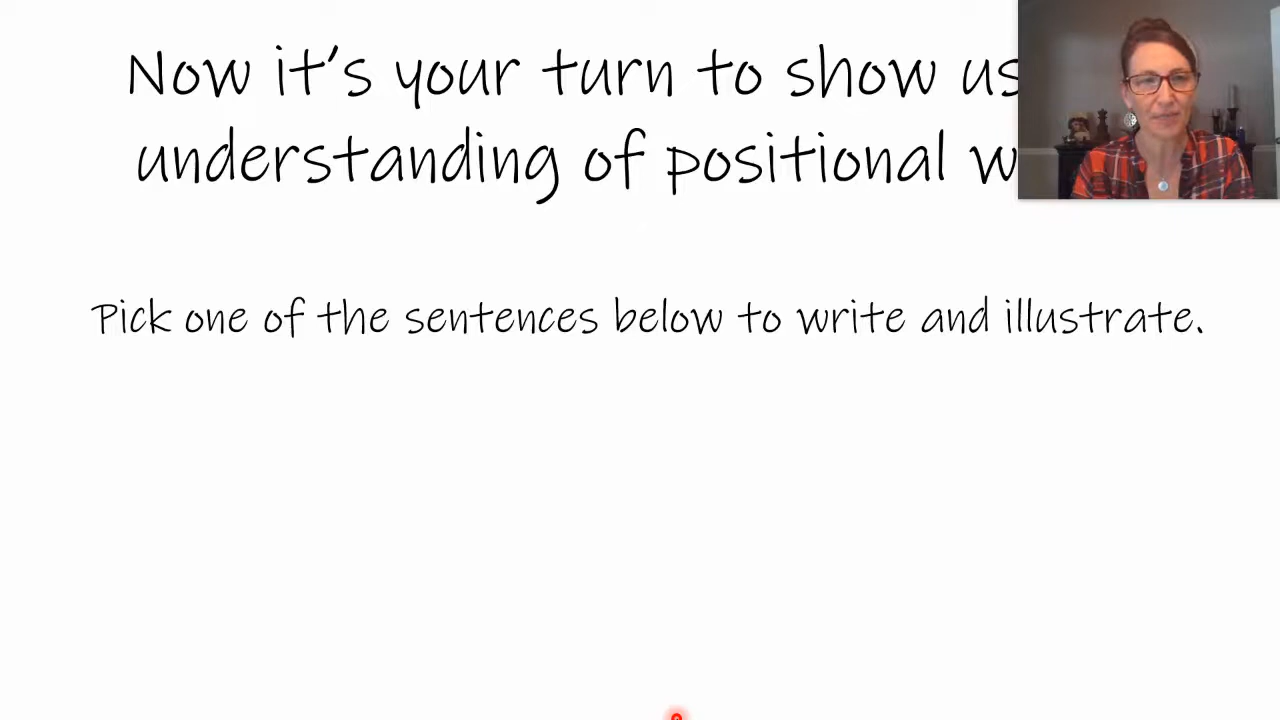 Now it's your turn to show us
understanding of positional
Pick one of the sentences below to write and illustrate.